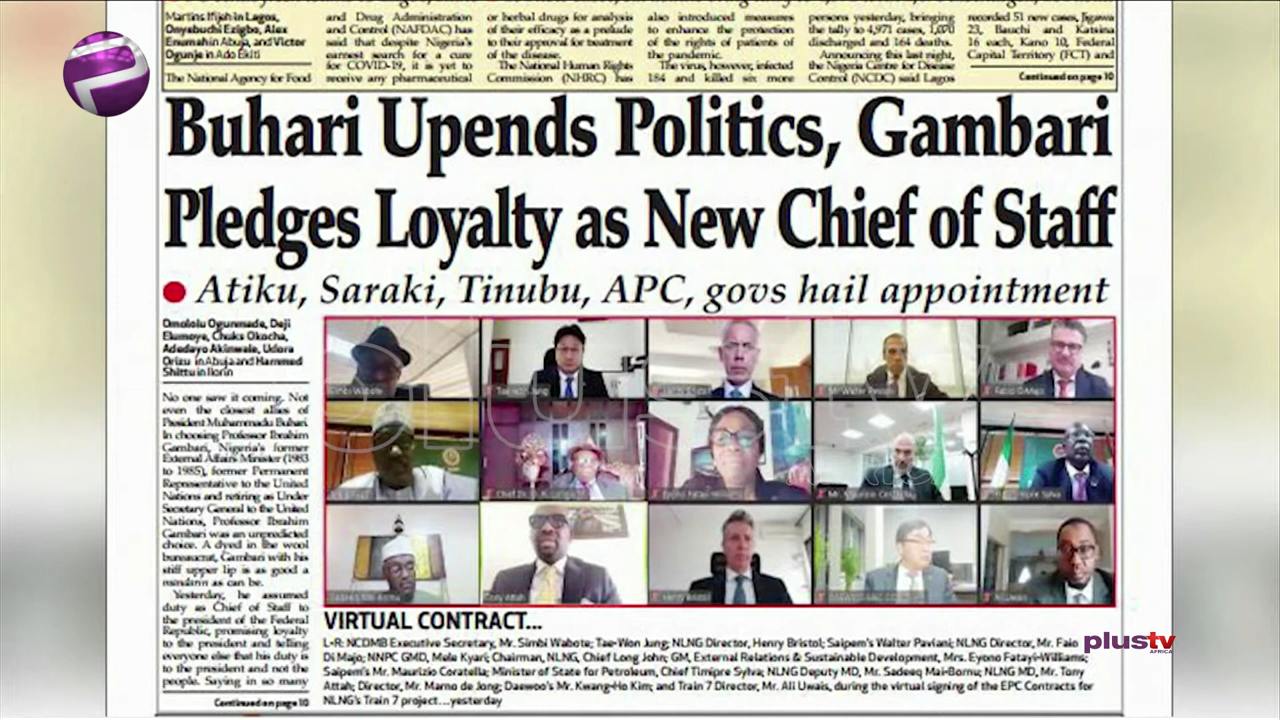 Martins Ifijeh in Lagos,
Onyebuchi Ezigbo, Alex
Enumah in Abuja, and Victor
Ogunje in Ado Ekiti
The National Agency for Food
and Drug Administration
and Control (NAFDAC) has
said that despite Nigeria's
earnest search for a cure
for COVID-19, it is yet to
receive any pharmaceutical
or herbal drugs for analysis
of their efficacy as a prelude
to their approval for treatment
of the disease.
The National Human Rights
Commission (NHRC) has
also introduced measures
to enhance the protection
of the rights of patients of
the pandemic.
The virus, however, infected
184 and killed six more
persons yesterday, bringing
the tally to 4,971 cases, 1,070
discharged and 164 deaths.
Announcing this last night,
the Nigeria Centre for Disease
Control (NCDC) said Lagos
recorded 51 new cases, Jigawa
23, Bauchi and Katsina
16 each, Kano 10, Federal
Capital Territory (FCT) and
Continued on page 10
Buhari Upends Politics, Gambari
Pledges Loyalty as New Chief of Staff
Atiku, Saraki, Tinubu, APC, govs hail appointment
Omololu Ogunmade, Deji
Elumoye, Chuks Okocha,
Adedayo Akinwale, Udora
Orizu in Abuja and Hammed
Shittu in Ilorin
No one saw it coming. Not
even the closest allies of
President Muhammadu Buhari.
In choosing Professor Ibrahim
Gambari, Nigeria's former
External Affairs Minister (1983
to 1985), former Permanent
Representative to the United
Nations and retiring as Under
Secretary General to the United
Nations, Professor Ibrahim
Gambari was an unpredicted
choice. A dyed in the wool
bureaucrat, Gambari with his
stiff upper lip is as good a
mandarin as can be.
Yesterday, he assumed
duty as Chief of Staff to
the president of the Federal
Republic, promising loyalty
to the president and telling
everyone else that his duty is
to the president and not the
people. Saying in so many
Continued on page 10
Simbi Wabote
Tae-Won Jung
Mr Walter Paviani
Henry Bristol
Tony Attah
VIRTUAL CONTRACT...
L-R: NCDMB Executive Secretary, Mr. Simbi Wabote; Tae-Won Jung; NLNG Director, Henry Bristol; Saipem's Walter Paviani; NLNG Director, Mr. Faio
Di Majo; NNPC GMD, Mele Kyari; Chairman, NLNG, Chief Long John; GM, External Relations & Sustainable Development, Mrs. Eyono Fatayi-Williams;
Saipem's Mr. Maurizio Coratella; Minister of State for Petroleum, Chief Timipre Sylva; NLNG Deputy MD, Mr. Sadeeq Mai-Bornu; NLNG MD, Mr. Tony
Attah; Director, Mr. Marno de Jong; Daewoo's Mr. Kwang-Ho Kim; and Train 7 Director, Mr. Ali Uwais, during the virtual signing of the EPC Contracts for
NLNG's Train 7 project...yesterday
plustv
AFRICA